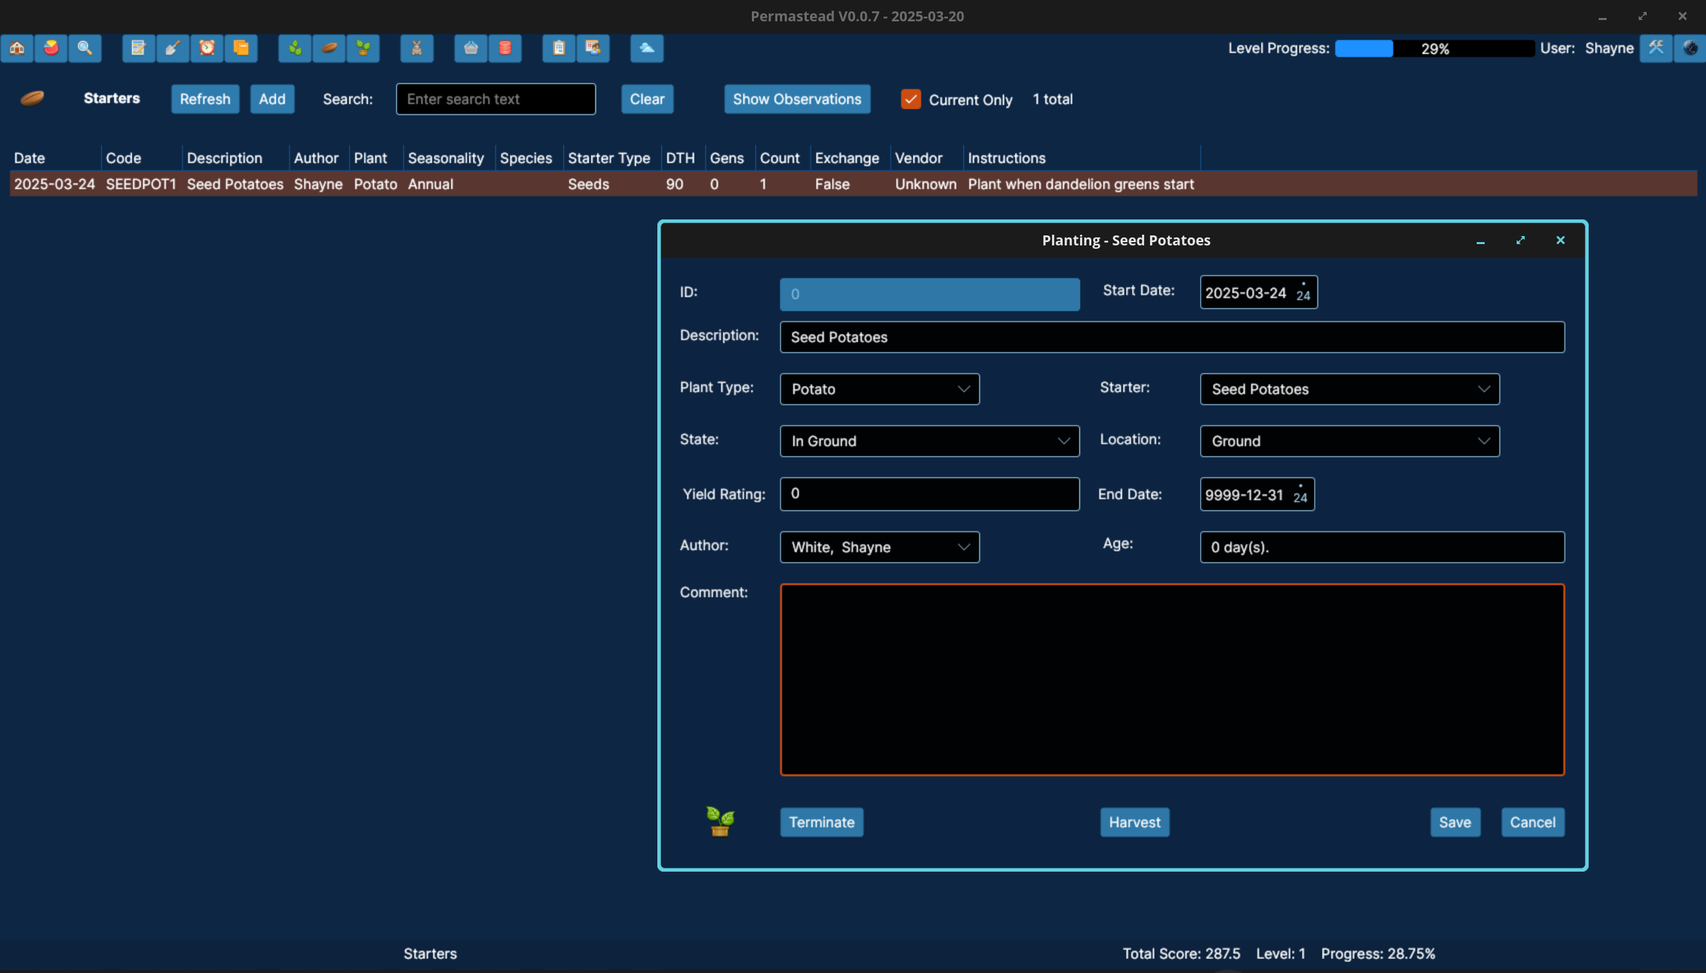 Permastead V0.0.7 - 2025-03-20
Level Progress: 29% User: Shayne
Starters Refresh Add Search: Enter search text Clear Show Observations Current Only 1 total
Date Code Description Author Plant Seasonality Species Starter Type DTH Gens Count Exchange Vendor Instructions
2025-03-24 SEEDPOT1 Seed Potatoes Shayne Potato Annual Seeds 90 0 1 False Unknown Plant when dandelion greens start
Planting - Seed Potatoes
ID: 0 Start Date: 2025-03-24 24
Description: Seed Potatoes
Plant Type: Potato Starter: Seed Potatoes
State: In Ground Location: Ground
Yield Rating: 0 End Date: 9999-12-31 24
Author: White, Shayne Age: 0 day(s).
Comment:
Terminate Harvest Save Cancel
Starters Total Score: 287.5 Level: 1 Progress: 28.75%